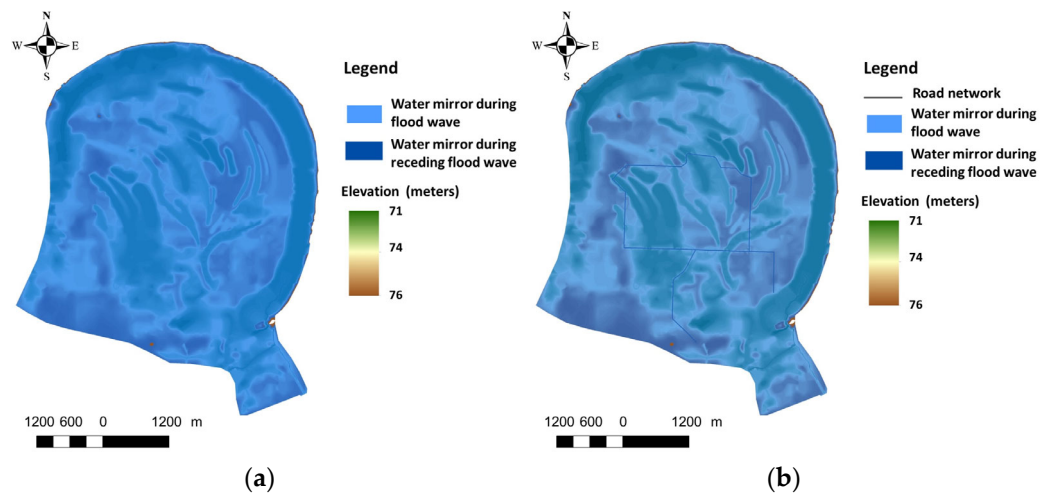 N
W E
S
Legend
Water mirror during
flood wave
Water mirror during
receding flood wave
Elevation (meters)
71
74
76
1200 600 0 1200 m
(a)
N
W E
S
Legend
Road network
Water mirror during
flood wave
Water mirror during
receding flood wave
Elevation (meters)
71
74
76
1200 600 0 1200 m
(b)